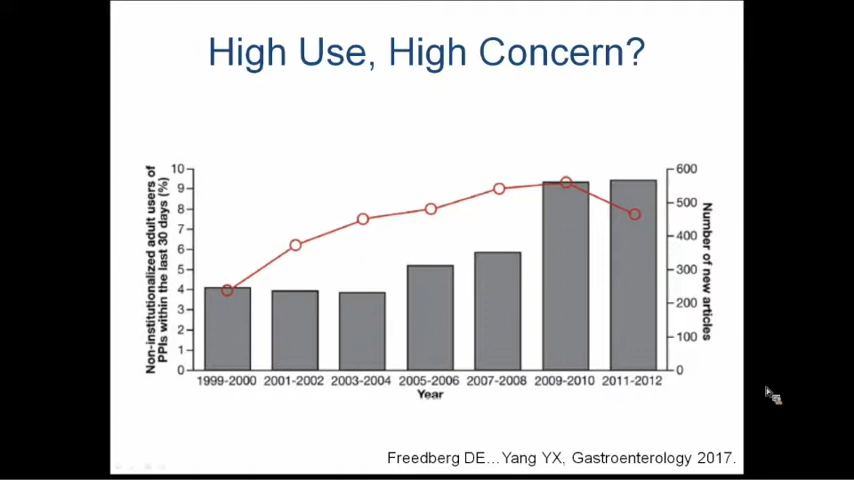 High Use, High Concern?
Non-institutionalized adult users of
PPIs within the last 30 days (%)
10
9
8
7
6
5
4
3
2
1
0
600
500
400
300
200
100
0
Number of new articles
1999-2000 2001-2002 2003-2004 2005-2006 2007-2008 2009-2010 2011-2012
Year
Freedberg DE...Yang YX, Gastroenterology 2017.